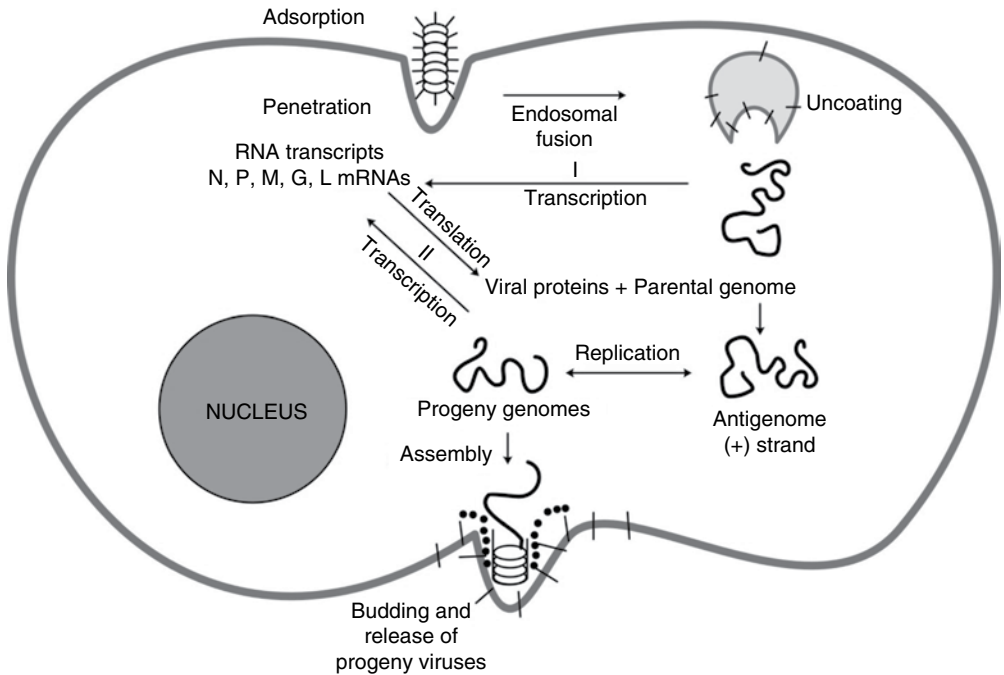 Adsorption
Penetration
Endosomal
fusion
Uncoating
RNA transcripts
N, P, M, G, L mRNAs
I
Transcription
Translation
II
Transcription
Viral proteins + Parental genome
Replication
Progeny genomes
Antigenome
(+) strand
NUCLEUS
Assembly
Budding and
release of
progeny viruses